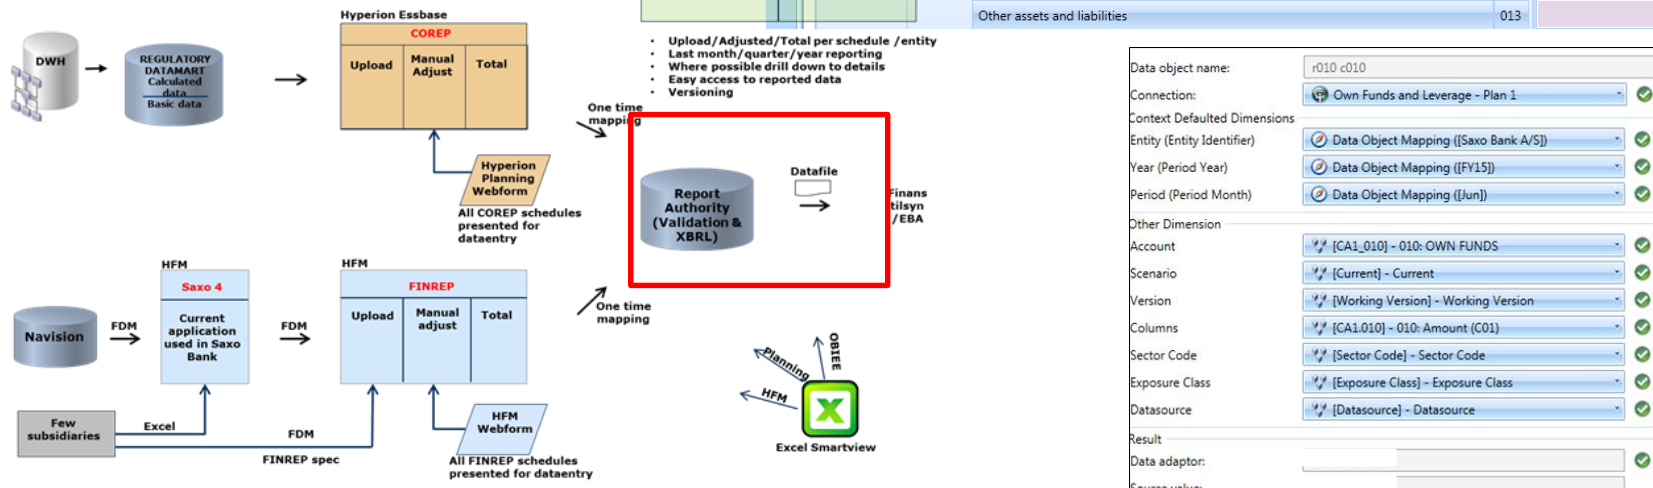 Hyperion Essbase
COREP
Upload
Manual
Adjust
Total
DWH
REGULATORY
DATAMART
Calculated
data
Basic data
Hyperion
Planning
Webform
All COREP schedules
presented for
dataentry
Other assets and liabilities
013
· Upload/Adjusted/Total per schedule /entity
· Last month/quarter/year reporting
· Where possible drill down to details
· Easy access to reported data
· Versioning
One time
mapping
Report
Authority
(Validation &
XBRL)
Datafile
Finans
tilsyn
/EBA
HFM
Saxo 4
Current
application
used in Saxo
Bank
Navision
FDM
FDM
HFM
FINREP
Upload
Manual
adjust
Total
One time
mapping
Few
subsidiaries
Excel
FDM
FINREP spec
HFM
Webform
All FINREP schedules
presented for dataentry
Planning
OBIEE
HFM
Excel Smartview
Data object name:
r010 c010
Connection:
Own Funds and Leverage - Plan 1
Context Defaulted Dimensions
Entity (Entity Identifier)
Data Object Mapping ([Saxo Bank A/S])
Year (Period Year)
Data Object Mapping ([FY15])
Period (Period Month)
Data Object Mapping ([Jun])
Other Dimension
Account
[CA1_010] - 010: OWN FUNDS
Scenario
[Current] - Current
Version
[Working Version] - Working Version
Columns
[CA1.010] - 010: Amount (C01)
Sector Code
[Sector Code] - Sector Code
Exposure Class
[Exposure Class] - Exposure Class
Datasource
[Datasource] - Datasource
Result
Data adaptor:
Source value: